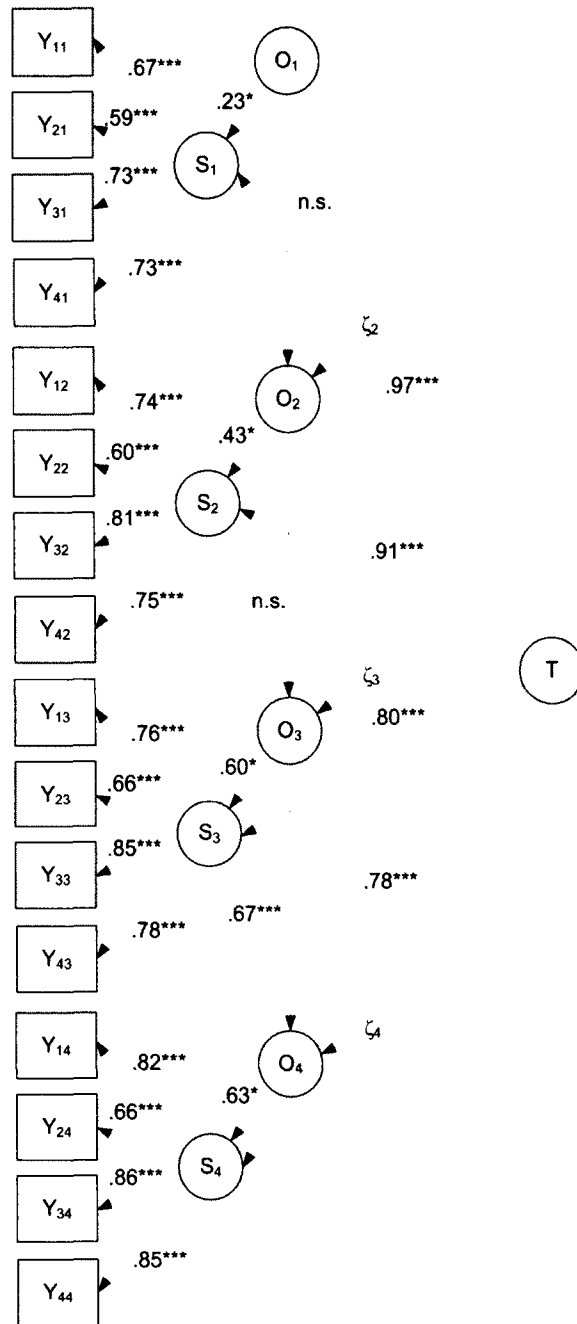 Y11
O1
.67***
.23*
Y21
.59***
S1
.73***
Y31
n.s.
.73***
Y41
ζ2
Y12
O2
.97***
.74***
.43*
Y22
.60***
S2
.81***
Y32
.91***
.75***
n.s.
Y42
T
ζ3
Y13
O3
.80***
.76***
.60*
Y23
.66***
S3
.85***
Y33
.78***
.67***
.78***
Y43
ζ4
Y14
O4
.82***
.63*
Y24
.66***
S4
.86***
Y34
.85***
Y44